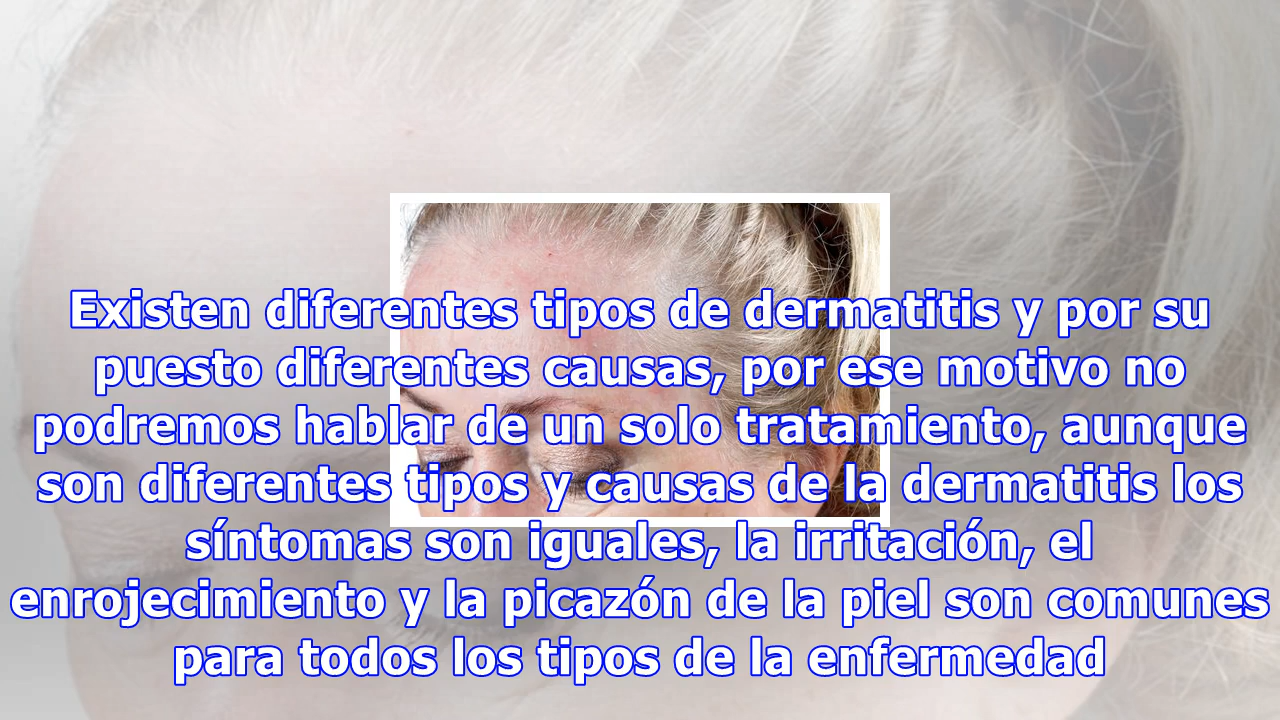 Existen diferentes tipos de dermatitis y por su
puesto diferentes causas, por ese motivo no
podremos hablar de un solo tratamiento, aunque
son diferentes tipos y causas de la dermatitis los
síntomas son iguales, la irritación, el
enrojecimiento y la picazón de la piel son comunes
para todos los tipos de la enfermedad